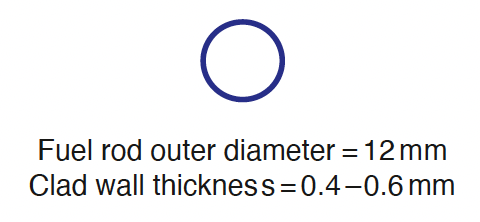 Fuel rod outer diameter = 12 mm
Clad wall thickness = 0.4–0.6 mm